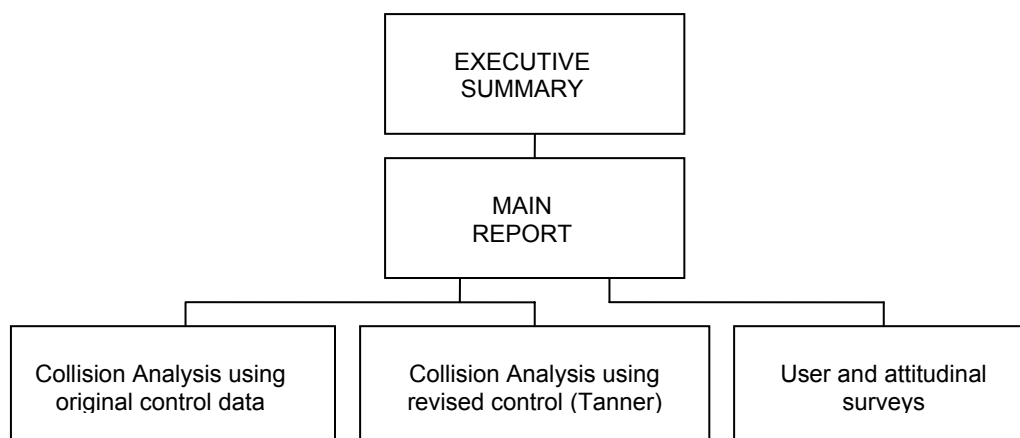 EXECUTIVE
SUMMARY
MAIN
REPORT
Collision Analysis using
original control data
Collision Analysis using
revised control (Tanner)
User and attitudinal
surveys